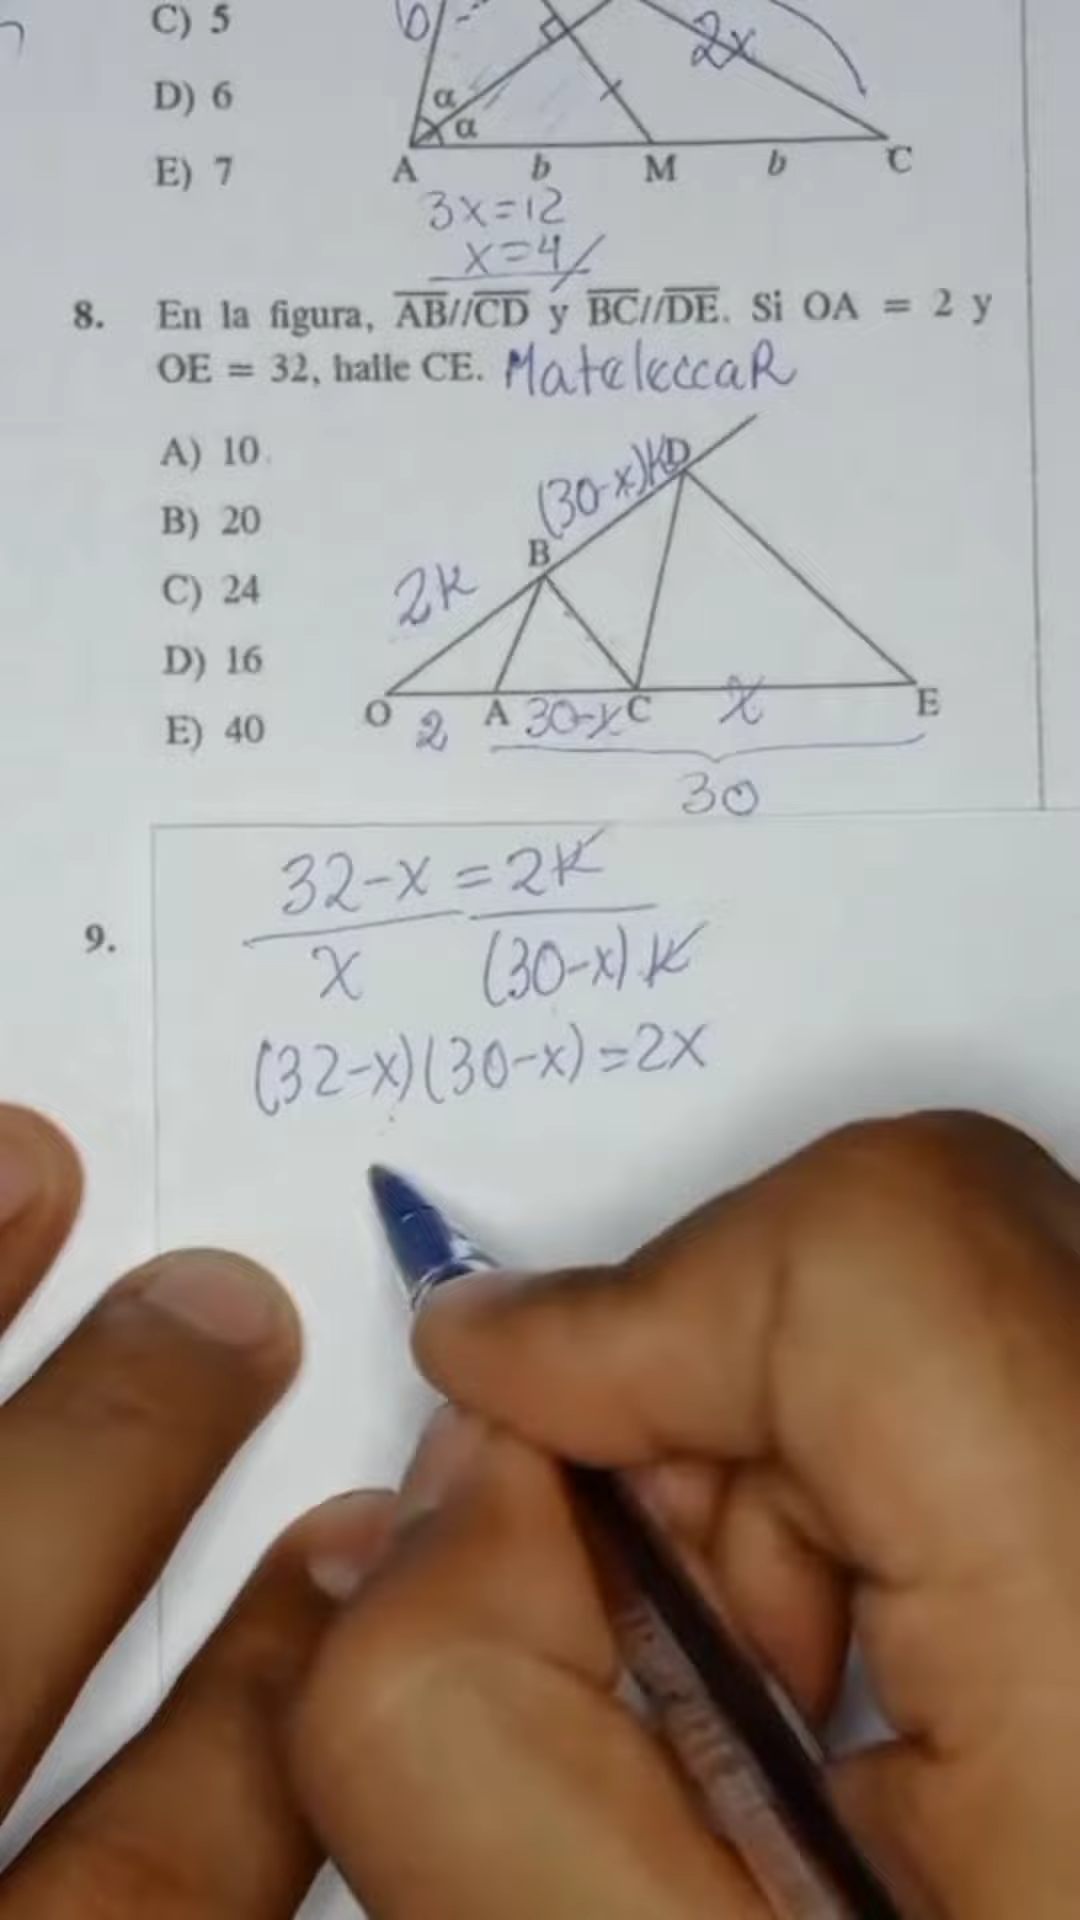 C) 5
6
2x
D) 6
α
α
E) 7
A b M b C
3x=12
x=4
8. En la figura, AB//CD y BC//DE. Si OA = 2 y
OE = 32, halle CE. MateleccaR
A) 10
(30-x)k D
B) 20
B
2k
C) 24
D) 16
O 2 A 30-x C x E
E) 40
30
32-x = 2k
9.
x (30-x) k
(32-x)(30-x)=2x